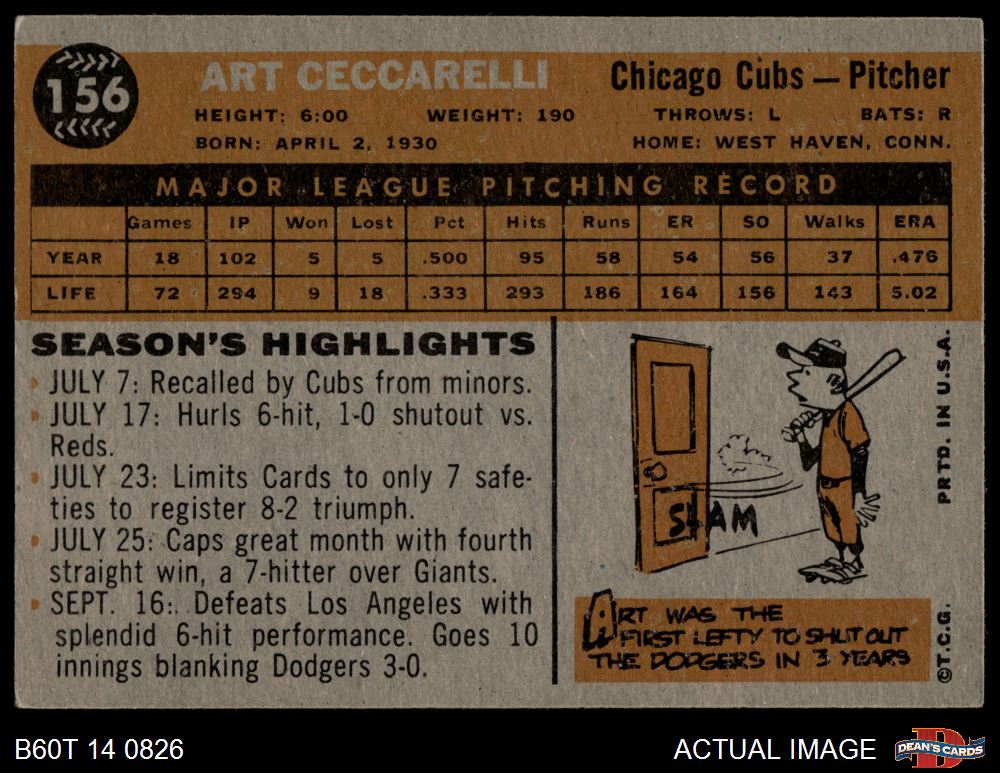 156
ART CECCARELLI
Chicago Cubs — Pitcher
HEIGHT: 6:00 WEIGHT: 190 THROWS: L BATS: R
BORN: APRIL 2, 1930 HOME: WEST HAVEN, CONN.
MAJOR LEAGUE PITCHING RECORD
Games IP Won Lost Pct Hits Runs ER SO Walks ERA
YEAR 18 102 5 5 .500 95 58 54 56 37 .476
LIFE 72 294 9 18 .333 293 186 164 156 143 5.02
SEASON'S HIGHLIGHTS
• JULY 7: Recalled by Cubs from minors.
• JULY 17: Hurls 6-hit, 1-0 shutout vs.
Reds.
• JULY 23: Limits Cards to only 7 safe-
ties to register 8-2 triumph.
• JULY 25: Caps great month with fourth
straight win, a 7-hitter over Giants.
• SEPT. 16: Defeats Los Angeles with
splendid 6-hit performance. Goes 10
innings blanking Dodgers 3-0.
SLAM
ART WAS THE
FIRST LEFTY TO SHUT OUT
THE DODGERS IN 3 YEARS
©T.C.G. PRTD. IN U.S.A.
B60T 14 0826
ACTUAL IMAGE
D
DEAN'S CARDS